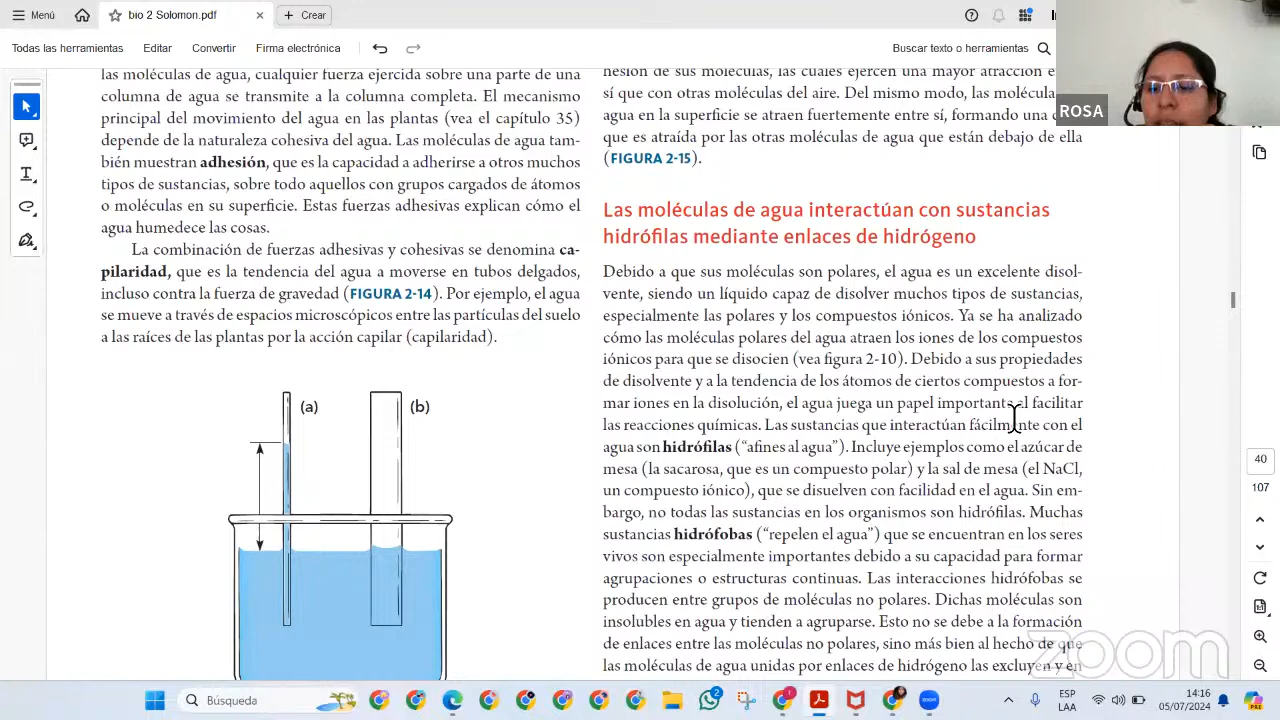 Menú
bio 2 Solomon.pdf
Crear
Todas las herramientas
Editar
Convertir
Firma electrónica
Buscar texto o herramientas
ROSA
las moléculas de agua, cualquier fuerza ejercida sobre una parte de una
columna de agua se transmite a la columna completa. El mecanismo
principal del movimiento del agua en las plantas (vea el capítulo 35)
depende de la naturaleza cohesiva del agua. Las moléculas de agua tam-
bién muestran adhesión, que es la capacidad a adherirse a otros muchos
tipos de sustancias, sobre todo aquellos con grupos cargados de átomos
o moléculas en su superficie. Estas fuerzas adhesivas explican cómo el
agua humedece las cosas.
La combinación de fuerzas adhesivas y cohesivas se denomina ca-
pilaridad, que es la tendencia del agua a moverse en tubos delgados,
incluso contra la fuerza de gravedad (FIGURA 2-14). Por ejemplo, el agua
se mueve a través de espacios microscópicos entre las partículas del suelo
a las raíces de las plantas por la acción capilar (capilaridad).
(a)
(b)
hesión de sus moléculas, las cuales ejercen una mayor atracción
sí que con otras moléculas del aire. Del mismo modo, las molécula
agua en la superficie se atraen fuertemente entre sí, formando una
que es atraída por las otras moléculas de agua que están debajo de ella
(FIGURA 2-15).
Las moléculas de agua interactúan con sustancias
hidrófilas mediante enlaces de hidrógeno
Debido a que sus moléculas son polares, el agua es un excelente disol-
vente, siendo un líquido capaz de disolver muchos tipos de sustancias,
especialmente las polares y los compuestos iónicos. Ya se ha analizado
cómo las moléculas polares del agua atraen los iones de los compuestos
iónicos para que se disocien (vea figura 2-10). Debido a sus propiedades
de disolvente y a la tendencia de los átomos de ciertos compuestos a for-
mar iones en la disolución, el agua juega un papel important el facilitar
las reacciones químicas. Las sustancias que interactúan fácilmente con el
agua son hidrófilas (“afines al agua”). Incluye ejemplos como el azúcar de
mesa (la sacarosa, que es un compuesto polar) y la sal de mesa (el NaCl,
un compuesto iónico), que se disuelven con facilidad en el agua. Sin em-
bargo, no todas las sustancias en los organismos son hidrófilas. Muchas
sustancias hidrófobas (“repelen el agua”) que se encuentran en los seres
vivos son especialmente importantes debido a su capacidad para formar
agrupaciones o estructuras continuas. Las interacciones hidrófobas se
producen entre grupos de moléculas no polares. Dichas moléculas son
insolubles en agua y tienden a agruparse. Esto no se debe a la formación
de enlaces entre las moléculas no polares, sino más bien al hecho de que
las moléculas de agua unidas por enlaces de hidrógeno las excluyen y en
40
107
zoom
Búsqueda
2
1
zoom
ESP
LAA
14:16
05/07/2024